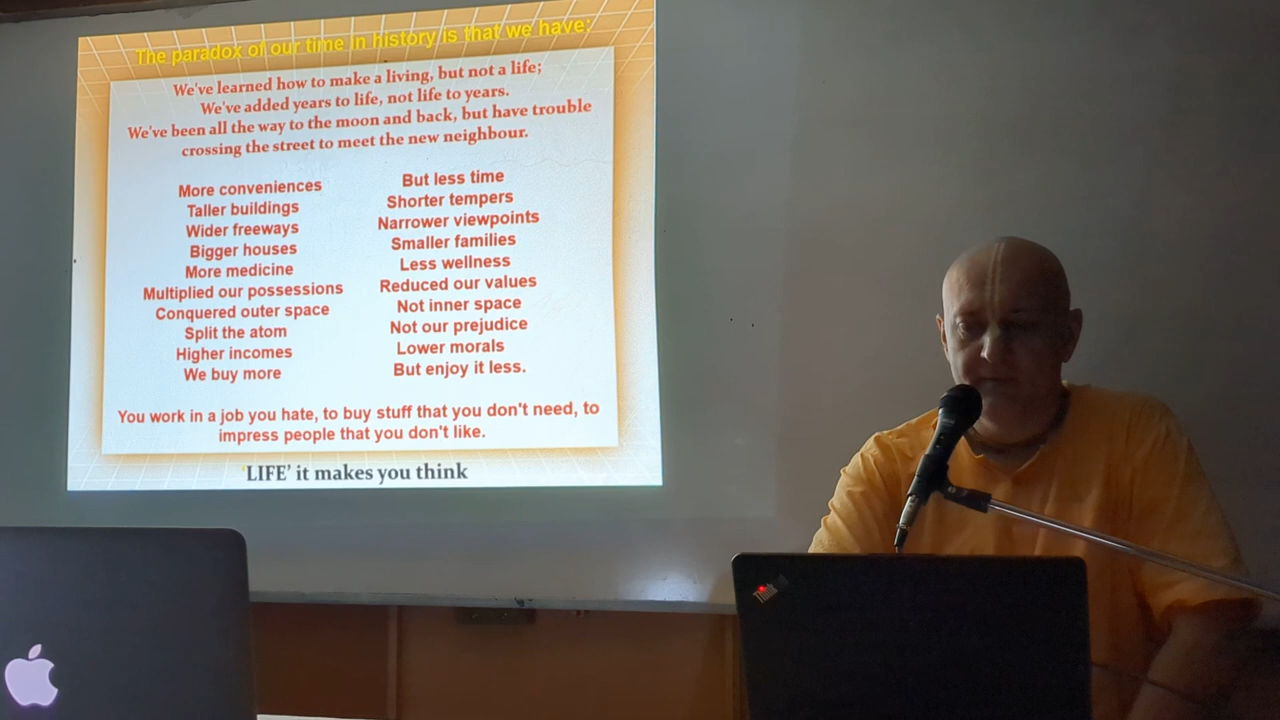 The paradox of our time in history is that we have:
We've learned how to make a living, but not a life;
We've added years to life, not life to years.
We've been all the way to the moon and back, but have trouble
crossing the street to meet the new neighbour.
More conveniences But less time
Taller buildings Shorter tempers
Wider freeways Narrower viewpoints
Bigger houses Smaller families
More medicine Less wellness
Multiplied our possessions Reduced our values
Conquered outer space Not inner space
Split the atom Not our prejudice
Higher incomes Lower morals
We buy more But enjoy it less.
You work in a job you hate, to buy stuff that you don't need, to
impress people that you don't like.
'LIFE' it makes you think